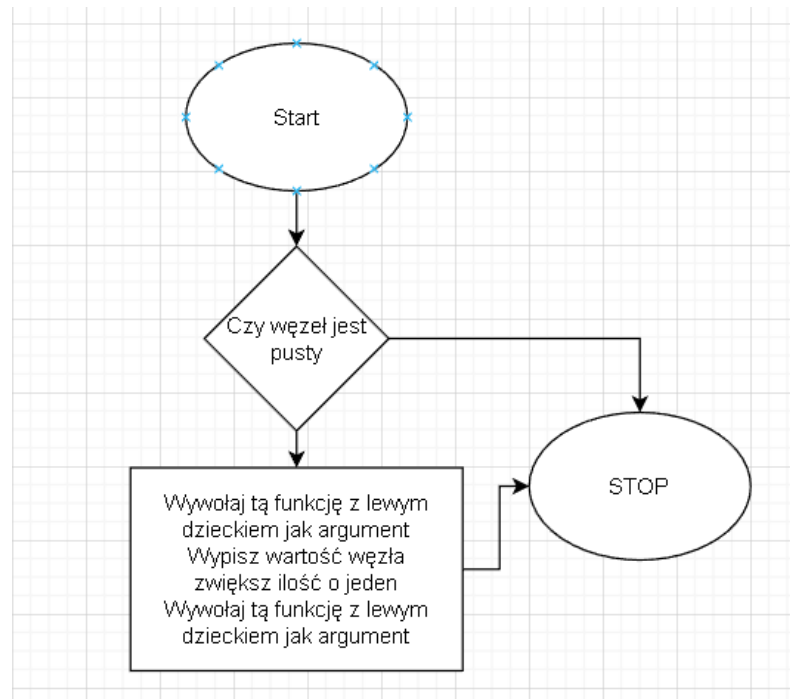 Start
Czy węzeł jest
pusty
Wywołaj tą funkcję z lewym
dzieckiem jak argument
Wypisz wartość węzła
zwiększ ilość o jeden
Wywołaj tą funkcję z lewym
dzieckiem jak argument
STOP